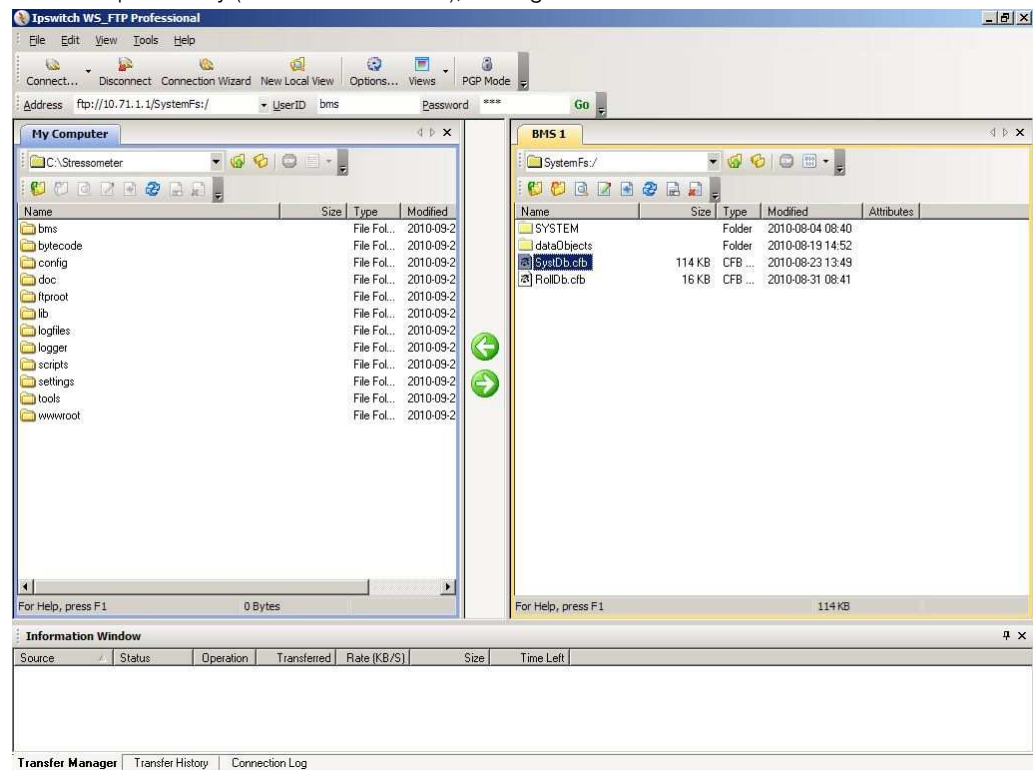 Ipswitch WS_FTP Professional
File Edit View Tools Help
Connect... Disconnect Connection Wizard New Local View Options... Views PGP Mode
Address ftp://10.71.1.1/SystemFs:/ UserID bms Password *** Go
My Computer
C:\Stressometer
Name Size Type Modified
bms File Fol... 2010-09-2
bytecode File Fol... 2010-09-2
config File Fol... 2010-09-2
doc File Fol... 2010-09-2
ftproot File Fol... 2010-09-2
lib File Fol... 2010-09-2
logfiles File Fol... 2010-09-2
logger File Fol... 2010-09-2
scripts File Fol... 2010-09-2
settings File Fol... 2010-09-2
tools File Fol... 2010-09-2
wwwroot File Fol... 2010-09-2
For Help, press F1 0 Bytes
BMS 1
SystemFs:/
Name Size Type Modified Attributes
SYSTEM Folder 2010-08-04 08:40
dataObjects Folder 2010-08-19 14:52
SystDb.cfb 114 KB CFB ... 2010-08-23 13:49
RollDb.cfb 16 KB CFB ... 2010-08-31 08:41
For Help, press F1 114 KB
Information Window
Source Status Operation Transferred Rate (KB/S) Size Time Left
Transfer Manager Transfer History Connection Log